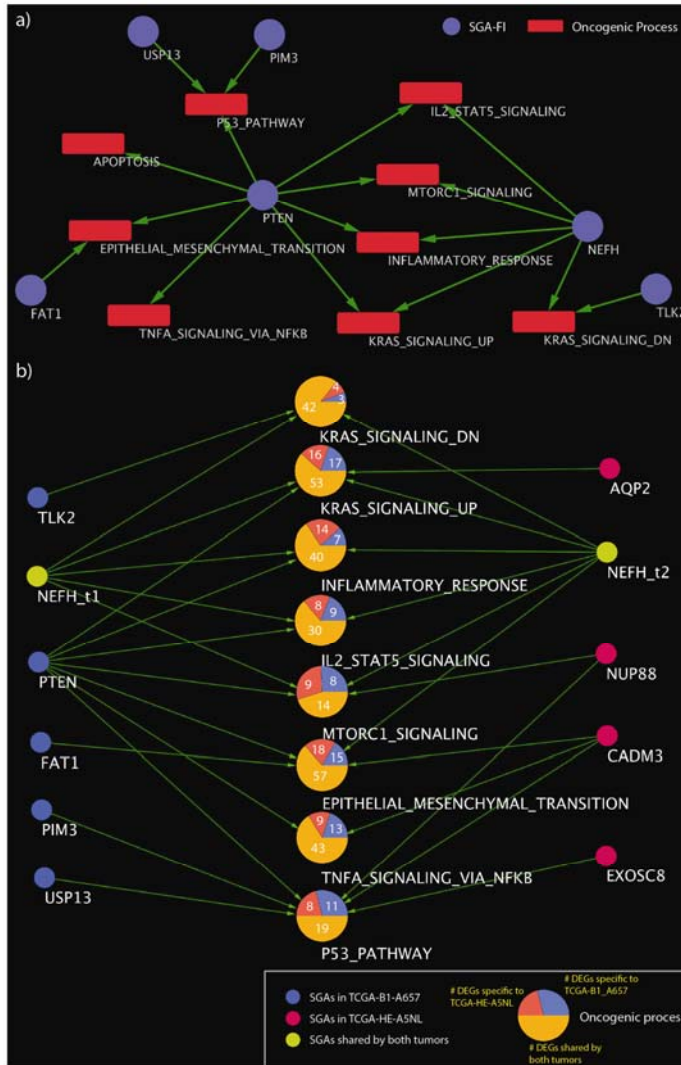 a)
SGA-FI
Oncogenic Process
USP13
PIM3
P53_PATHWAY
IL2_STAT5_SIGNALING
APOPTOSIS
MTORC1_SIGNALING
PTEN
NEFH
EPITHELIAL_MESENCHYMAL_TRANSITION
INFLAMMATORY_RESPONSE
FAT1
TLK2
TNFA_SIGNALING_VIA_NFKB
KRAS_SIGNALING_UP
KRAS_SIGNALING_DN
b)
4
42
3
KRAS_SIGNALING_DN
16
17
53
TLK2
AQP2
KRAS_SIGNALING_UP
14
7
40
NEFH_t1
NEFH_t2
INFLAMMATORY_RESPONSE
8
9
30
PTEN
IL2_STAT5_SIGNALING
NUP88
9
8
14
MTORC1_SIGNALING
FAT1
CADM3
18
15
57
EPITHELIAL_MESENCHYMAL_TRANSITION
PIM3
9
13
43
TNFA_SIGNALING_VIA_NFKB
EXOSC8
USP13
8
11
19
P53_PATHWAY
SGAs in TCGA-B1-A657
SGAs in TCGA-HE-A5NL
SGAs shared by both tumors
# DEGs specific to
TCGA-HE-A5NL
# DEGs specific to
TCGA-B1_A657
Oncogenic proces
# DEGs shared by
both tumors